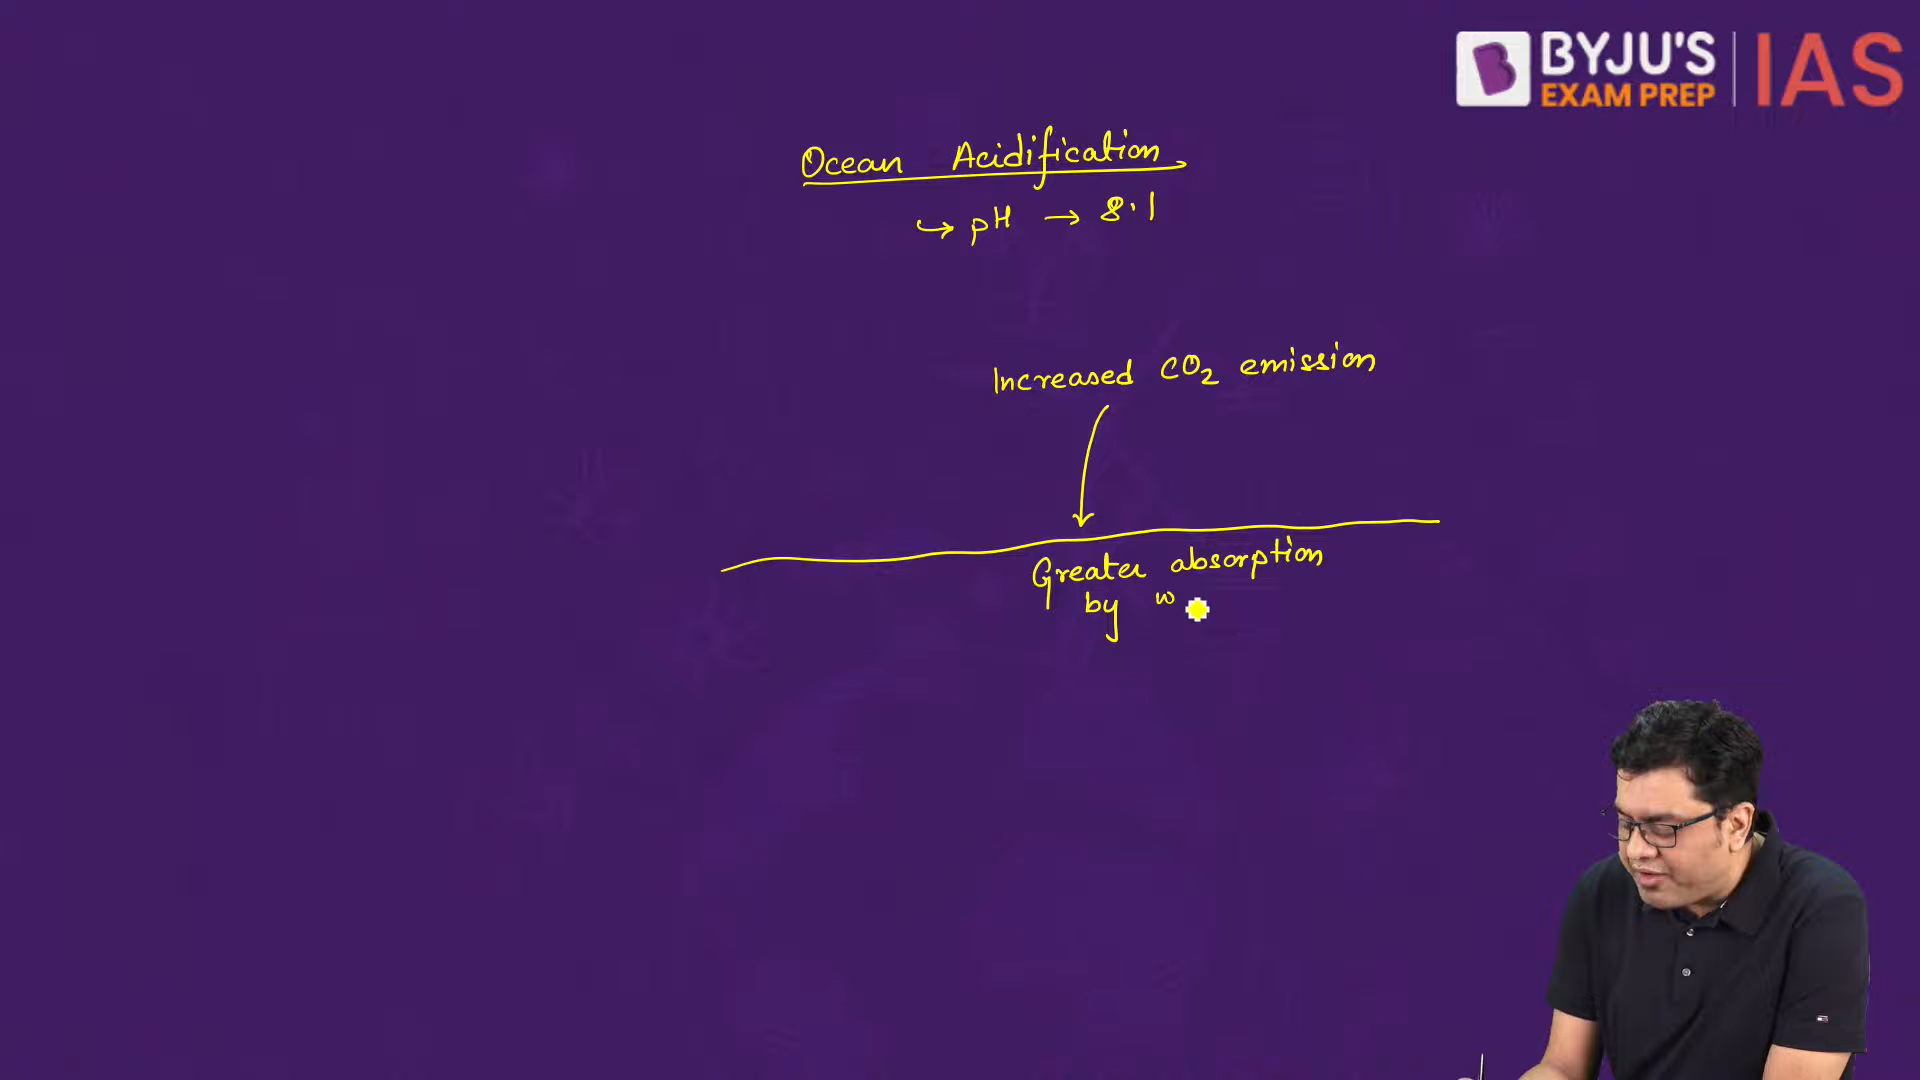 BYJU'S
EXAM PREP
IAS
Ocean Acidification
↪ pH → 8.1
Increased CO₂ emission
Greater absorption
by w